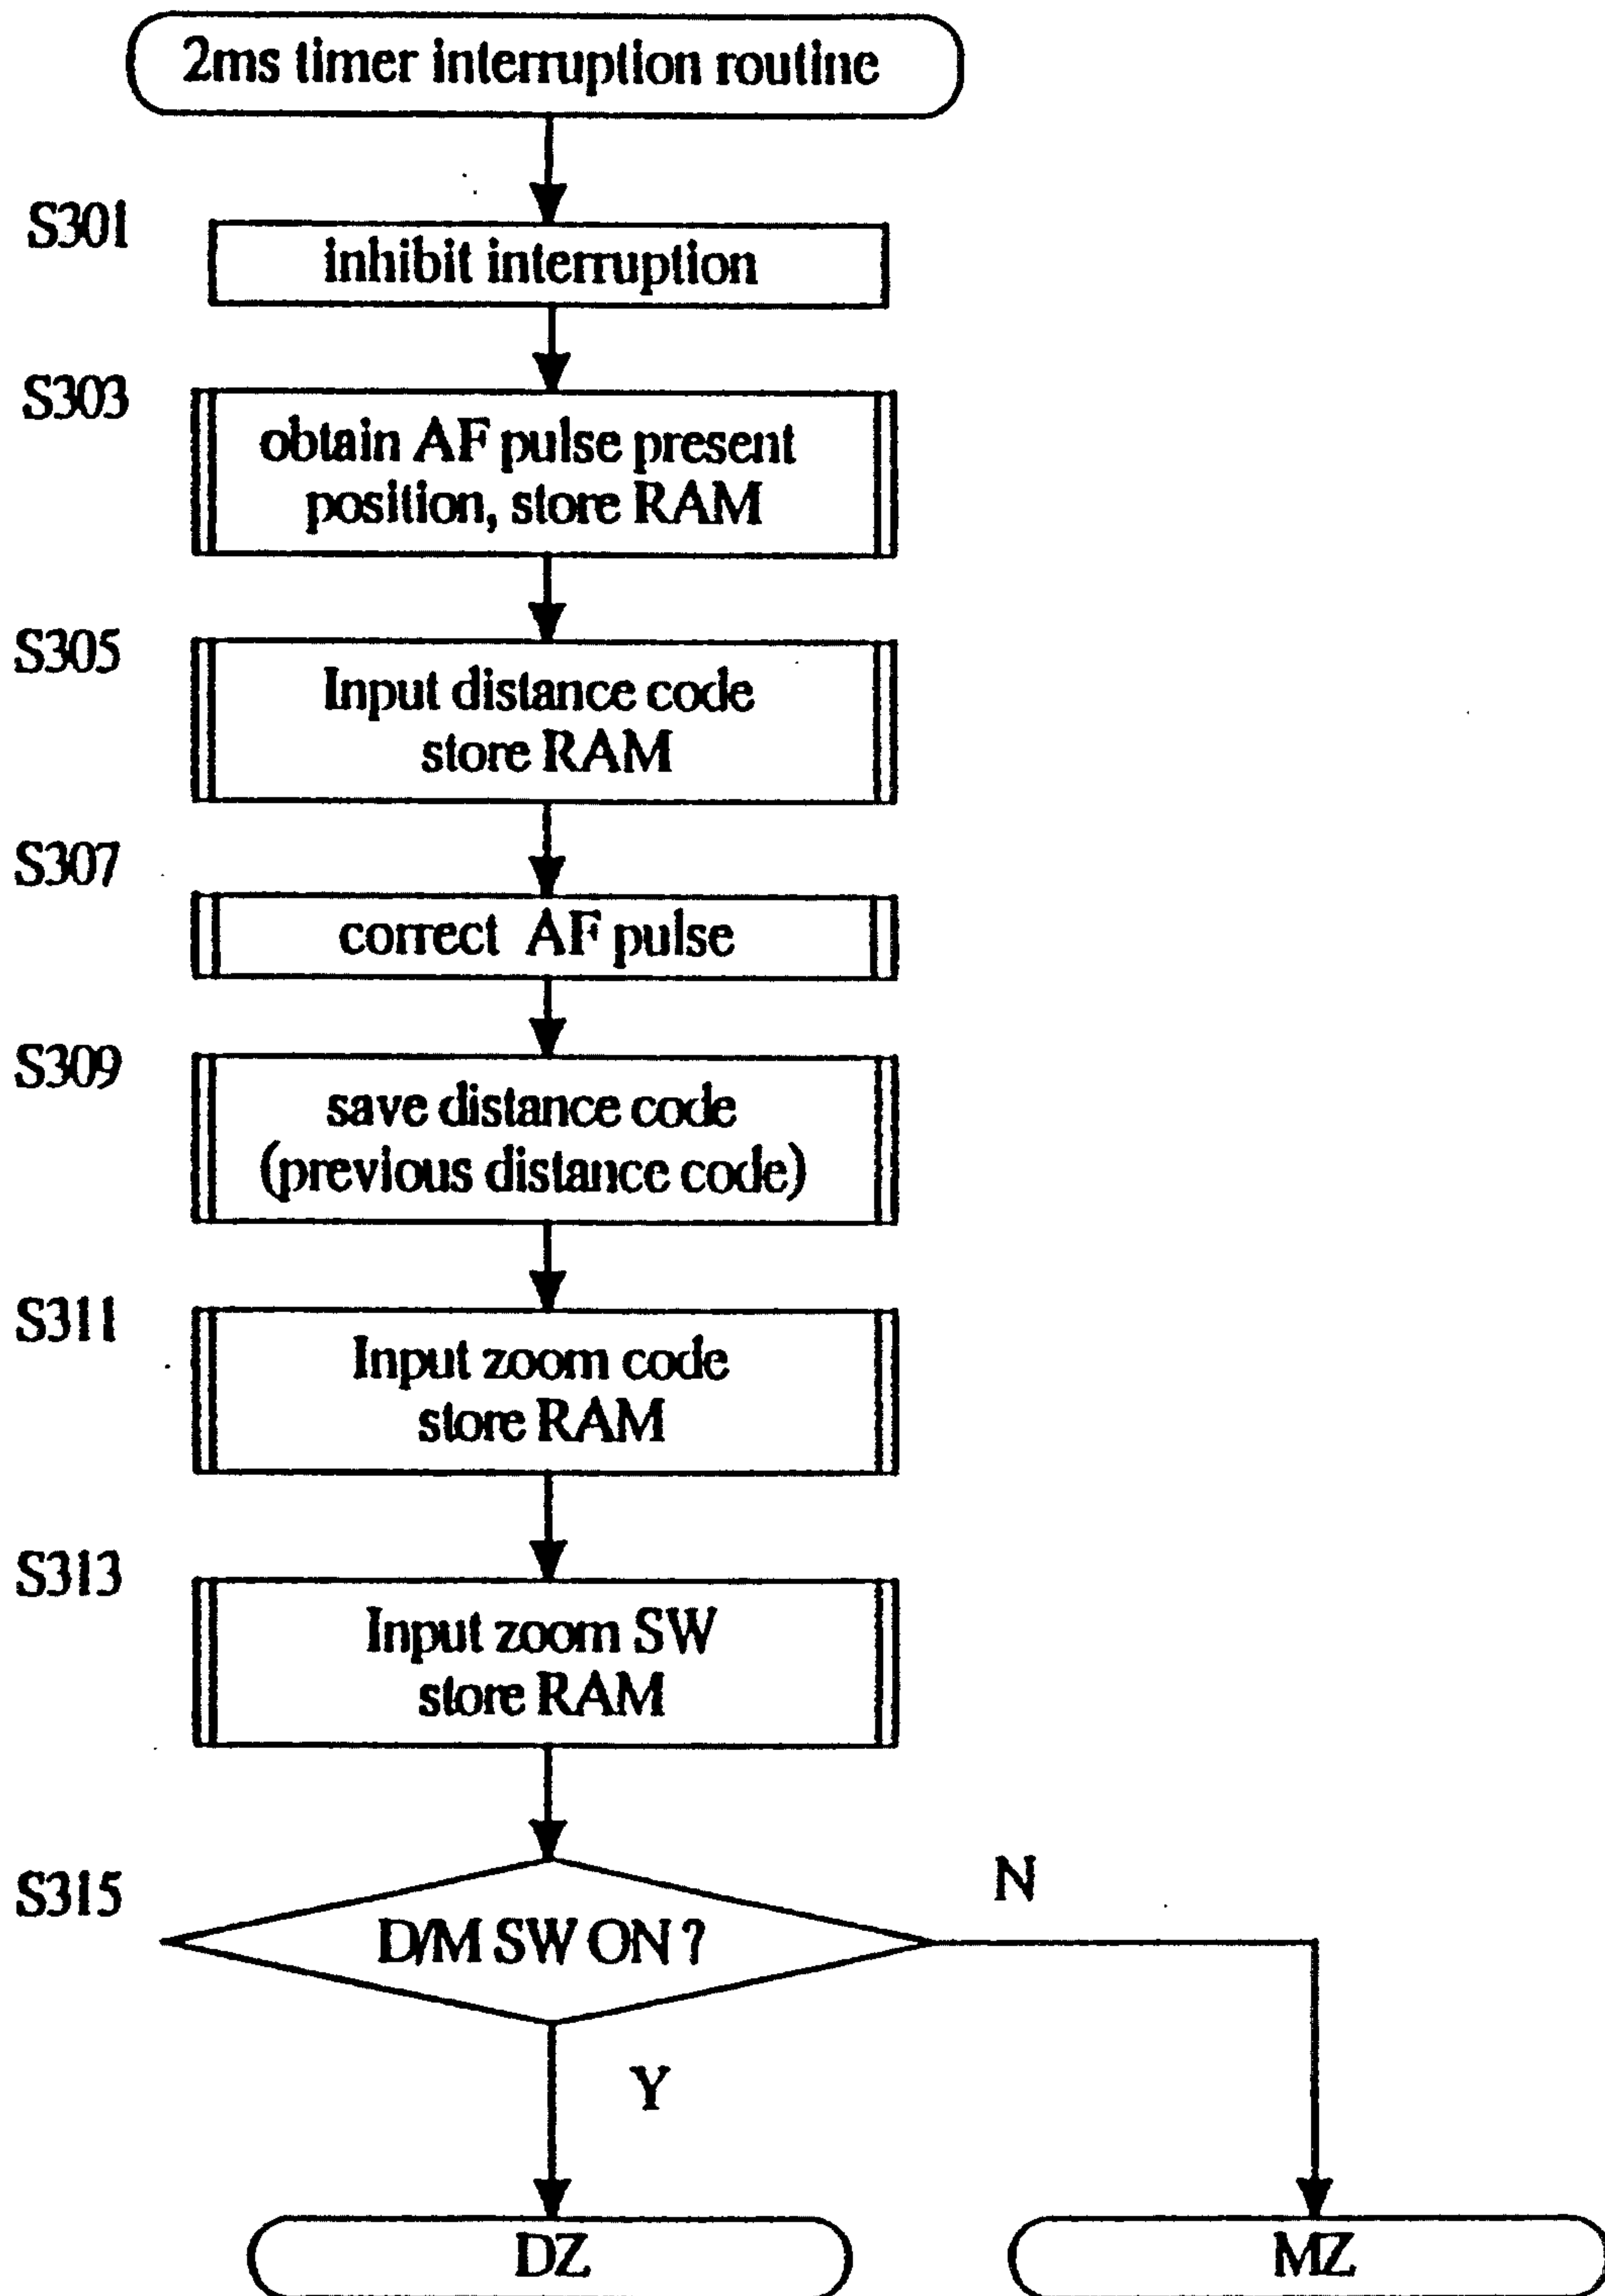 2ms timer interruption routine
S301
inhibit interruption
S303
obtain AF pulse present
position, store RAM
S305
Input distance code
store RAM
S307
correct AF pulse
S309
save distance code
(previous distance code)
S311
Input zoom code
store RAM
S313
Input zoom SW
store RAM
S315
D/M SW ON ?
N
Y
DZ
MZ